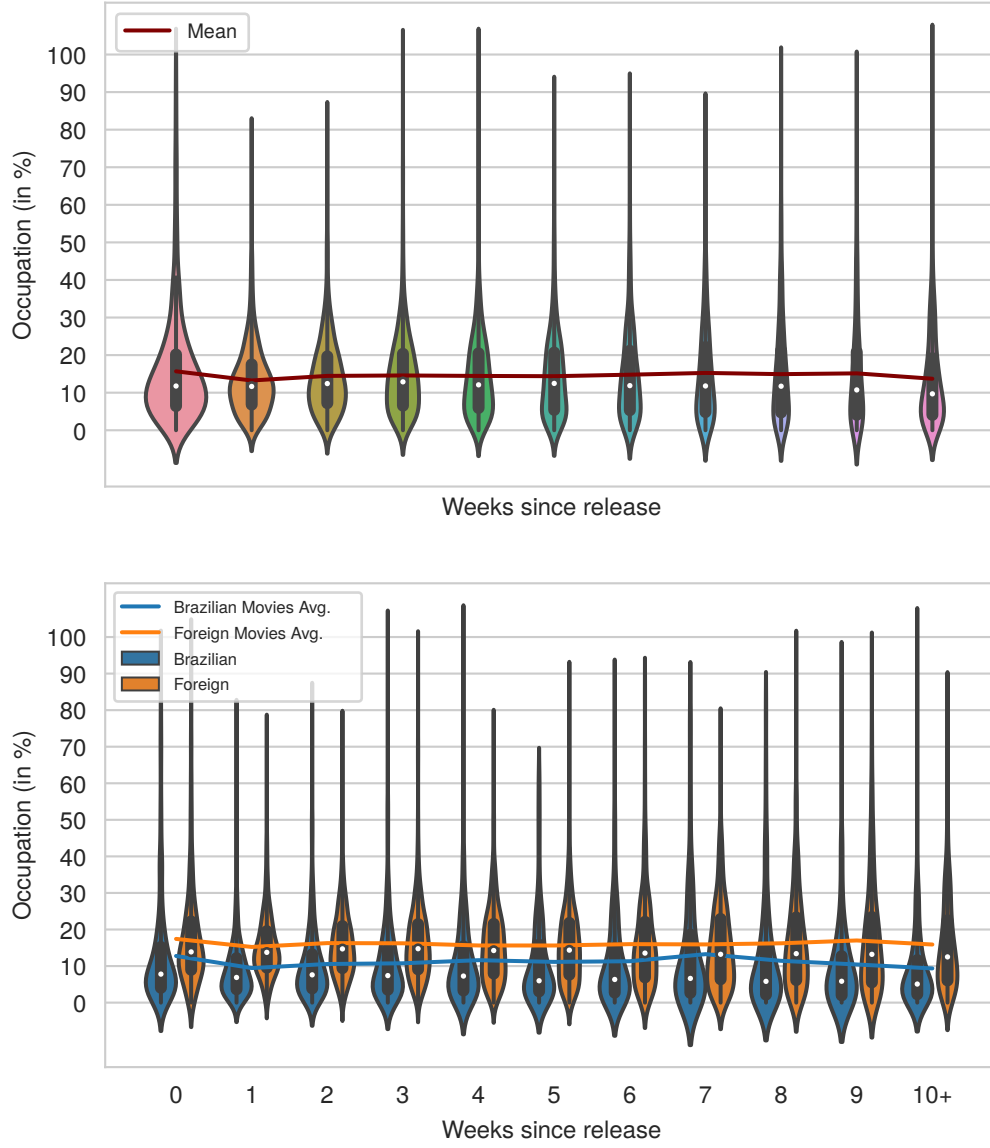 Mean
100
90
80
70
60
50
40
30
20
10
0
Occupation (in %)
Weeks since release
Brazilian Movies Avg.
Foreign Movies Avg.
Brazilian
Foreign
100
90
80
70
60
50
40
30
20
10
0
Occupation (in %)
0 1 2 3 4 5 6 7 8 9 10+
Weeks since release